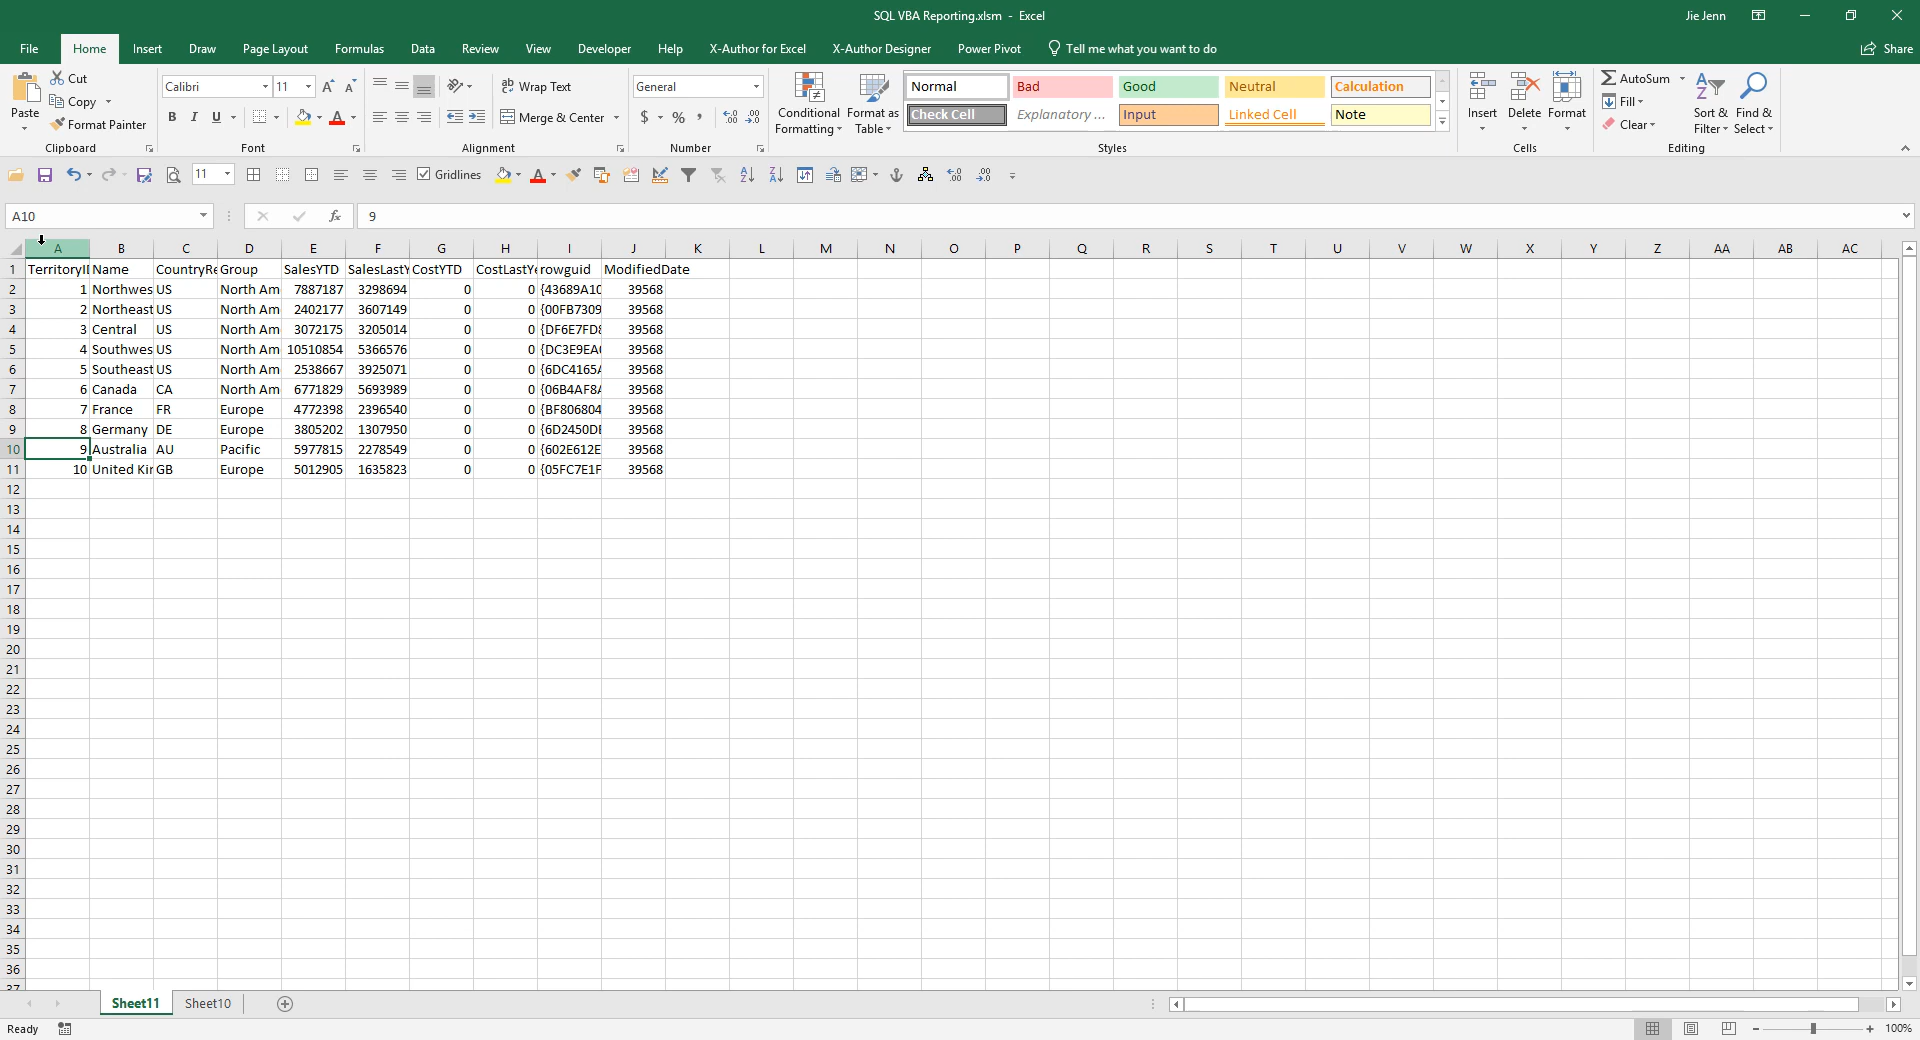 SQL VBA Reporting.xlsm - Excel
Jie Jenn
File Home Insert Draw Page Layout Formulas Data Review View Developer Help X-Author for Excel X-Author Designer Power Pivot Tell me what you want to do Share
Paste
Cut
Copy
Format Painter
Clipboard
Calibri 11 A A
B I U A
Font
Wrap Text
Merge & Center
Alignment
General
$ % ,
Number
Conditional
Formatting
Format as
Table
Normal Bad Good Neutral Calculation
Check Cell Explanatory ... Input Linked Cell Note
Styles
Insert Delete Format
Cells
AutoSum
Fill
Clear
Sort &
Filter
Find &
Select
Editing
11 Gridlines
A10 fx 9
A B C D E F G H I J K L M N O P Q R S T U V W X Y Z AA AB AC
1 TerritoryI Name CountryRe Group SalesYTD SalesLastY CostYTD CostLastYe rowguid ModifiedDate
2 1 Northwes US North Am 7887187 3298694 0 0 {43689A10 39568
3 2 Northeast US North Am 2402177 3607149 0 0 {00FB7309 39568
4 3 Central US North Am 3072175 3205014 0 0 {DF6E7FD8 39568
5 4 Southwes US North Am 10510854 5366576 0 0 {DC3E9EA0 39568
6 5 Southeast US North Am 2538667 3925071 0 0 {6DC4165A 39568
7 6 Canada CA North Am 6771829 5693989 0 0 {06B4AF8A 39568
8 7 France FR Europe 4772398 2396540 0 0 {BF806804 39568
9 8 Germany DE Europe 3805202 1307950 0 0 {6D2450DE 39568
10 9 Australia AU Pacific 5977815 2278549 0 0 {602E612E 39568
11 10 United Kin GB Europe 5012905 1635823 0 0 {05FC7E1F 39568
12
13
14
15
16
17
18
19
20
21
22
23
24
25
26
27
28
29
30
31
32
33
34
35
36
37
Sheet11 Sheet10
Ready 100%